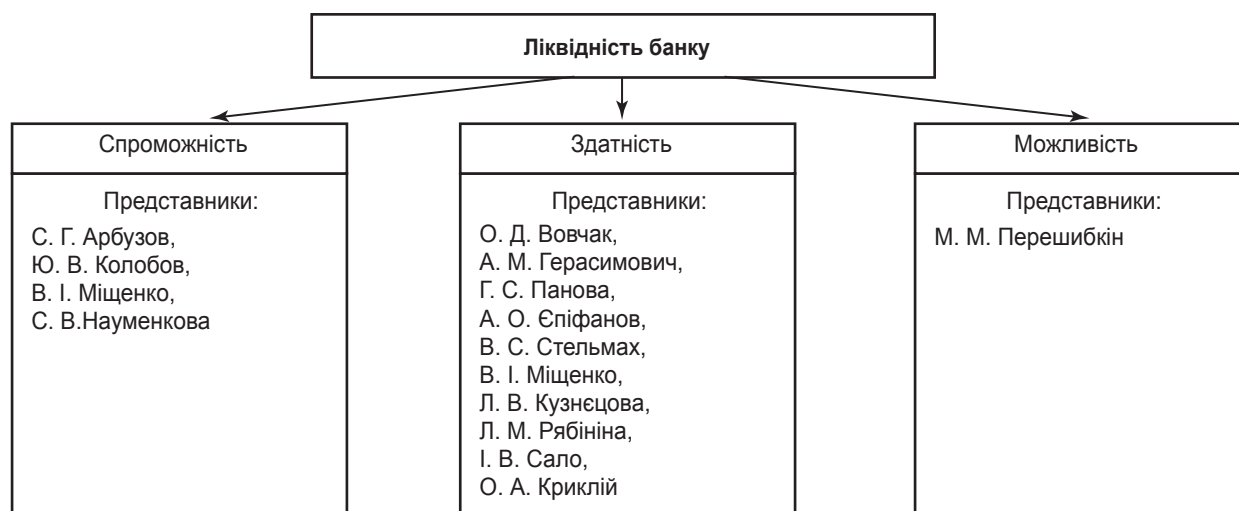 Ліквідність банку
Спроможність
Представники:
С. Г. Арбузов,
Ю. В. Колобов,
В. І. Міщенко,
С. В.Науменкова
Здатність
Представники:
О. Д. Вовчак,
А. М. Герасимович,
Г. С. Панова,
А. О. Єпіфанов,
В. С. Стельмах,
В. І. Міщенко,
Л. В. Кузнєцова,
Л. М. Рябініна,
І. В. Сало,
О. А. Криклій
Можливість
Представники:
М. М. Перешибкін